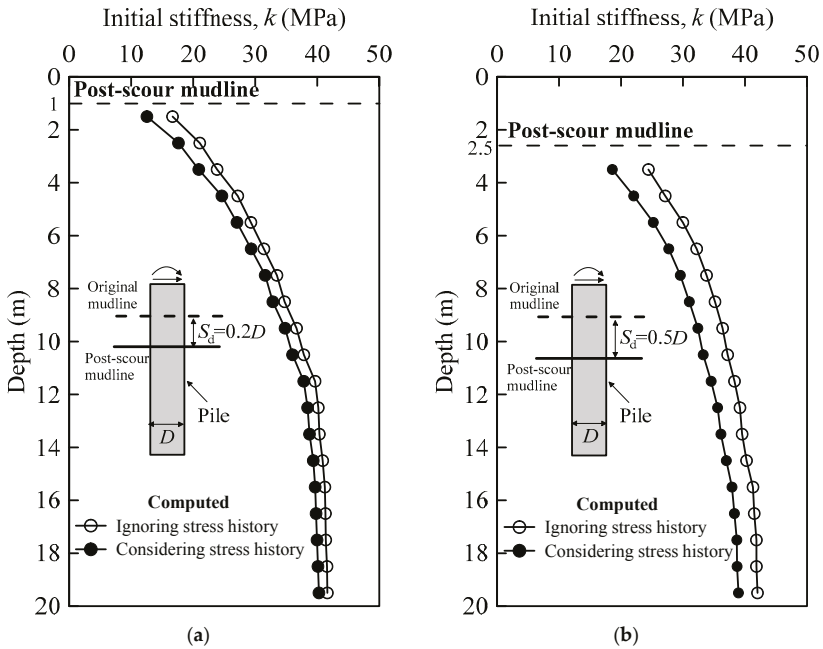 Initial stiffness, k (MPa)
0 10 20 30 40 50
0
Post-scour mudline
1
2
4
6
8
10
12
14
16
18
20
Depth (m)
Original
mudline
Sd=0.2D
Post-scour
mudline
Pile
D
Computed
Ignoring stress history
Considering stress history
(a)
Initial stiffness, k (MPa)
0 10 20 30 40 50
0
2
Post-scour mudline
2.5
4
6
8
10
12
14
16
18
20
Depth (m)
Original
mudline
Sd=0.5D
Post-scour
mudline
Pile
D
Computed
Ignoring stress history
Considering stress history
(b)